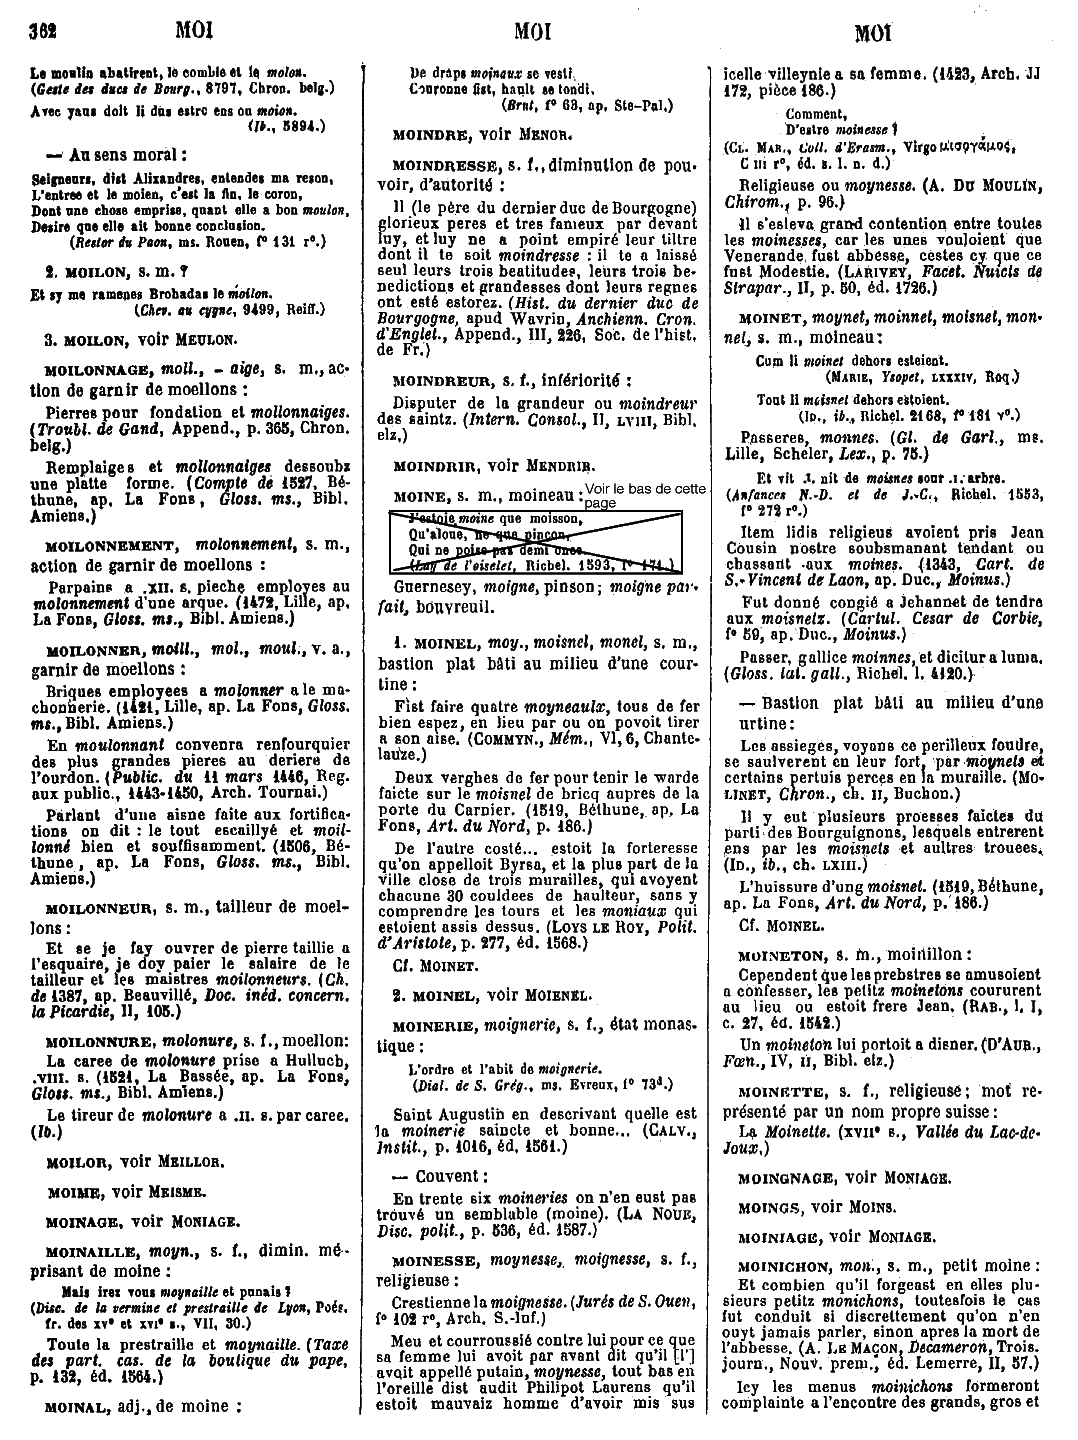 362 MOI MOI MOI
Le moulin abatirent, le comble et le molon.
(Geste des ducs de Bourg., 8797, Chron. belg.)
Avec yaus doit li dus estre ens ou moion.
(Ib., 5894.)
— Au sens moral :
Seigneurs, dist Alixandres, entendes ma reson,
L'entree et le moien, c'est la fin, le coron,
Dont une chose emprise, quant elle a bon moulon,
Desire que elle ait bonne conclusion.
(Restor du Paon, ms. Rouen, f° 131 r°.)
2. MOILON, s. m. ?
Et sy me ramenes Brohadas le moilon.
(Chev. au cygne, 9499, Reiff.)
3. MOILON, voir MEULON.
MOILONNAGE, moll., - aige, s. m., ac-
tion de garnir de moellons :
Pierres pour fondation et mollonnaiges.
(Troubl. de Gand, Append., p. 365, Chron.
belg.)
Remplaiges et mollonnaiges dessoubz
une platte forme. (Compte de 1527, Bé-
thune, ap. La Fons, Gloss. ms., Bibl.
Amiens.)
MOILONNEMENT, molonnement, s. m.,
action de garnir de moellons :
Parpains a .XII. s. pieche employes au
molonnement d'une arque. (1472, Lille, ap.
La Fons, Gloss. ms., Bibl. Amiens.)
MOILONNER, moill., mol., moul., v. a.,
garnir de moellons :
Briques employees a molonner a le ma-
chonnerie. (1421, Lille, ap. La Fons, Gloss.
ms., Bibl. Amiens.)
En moulonnant convenra renfourquier
des plus grandes pieres au deriere de
l'ourdon. (Public. du 11 mars 1446, Reg.
aux public., 1443-1450, Arch. Tournai.)
Parlant d'une aisne faite aux fortifica-
tions on dit : le tout escaillyé et moil-
lonné bien et souffisamment. (1506, Bé-
thune, ap. La Fons, Gloss. ms., Bibl.
Amiens.)
MOILONNEUR, s. m., tailleur de moel-
lons :
Et se je fay ouvrer de pierre taillie a
l'esquaire, je doy paier le salaire de le
tailleur et les maistres moilonneurs. (Ch.
de 1387, ap. Beauvillé, Doc. inéd. concern.
la Picardie, II, 105.)
MOILONNURE, molonure, s. f., moellon:
La caree de molonure prise a Hulluch,
.VIII. s. (1521, La Bassée, ap. La Fons,
Gloss. ms., Bibl. Amiens.)
Le tireur de molonure a .II. s. par caree.
(Ib.)
MOILOR, voir MEILLOR.
MOIME, voir MEISME.
MOINAGE, voir MONIAGE.
MOINAILLE, moyn., s. f., dimin. mé-
prisant de moine :
Mais irez vous moynaille et punais ?
(Disc. de la vermine et prestraille de Lyon, Poés.
fr. des XVe et XVIe s., VII, 30.)
Toute la prestraille et moynaille. (Taxe
des part. cas. de la boutique du pape,
p. 132, éd. 1564.)
MOINAL, adj., de moine :
De draps moinaux se vesti,
Couronne fist, hault se tondi.
(Brut, f° 63, ap. Ste-Pal.)
MOINDRE, voir MENOR.
MOINDRESSE, s. f., diminution de pou-
voir, d'autorité :
Il (le père du dernier duc de Bourgogne)
glorieux peres et tres fameux par devant
luy, et luy ne a point empiré leur tiltre
dont il te soit moindresse : il te a laissé
seul leurs trois beatitudes, leurs trois be-
nedictions et grandesses dont leurs regnes
ont esté estorez. (Hist. du dernier duc de
Bourgogne, apud Wavrin, Anchienn. Cron.
d'Englet., Append., III, 226, Soc. de l'hist.
de Fr.)
MOINDREUR, s. f., infériorité :
Disputer de la grandeur ou moindreur
des saintz. (Intern. Consol., II, LVIII, Bibl.
elz.)
MOINDRIR, voir MENDRIR.
MOINE, s. m., moineau : Voir le bas de cette
page
J'estoie moine que moisson,
Qu'aloue, ne que pinçon,
Qui ne poise pas demi once.
(Lay de l'oiselet, Richel. 1593, f° 171.)
Guernesey, moigne, pinson ; moigne par-
fait, bouvreuil.
1. MOINEL, moy., moisnel, monel, s. m.,
bastion plat bâti au milieu d'une cour-
tine :
Fist faire quatre moyneaulx, tous de fer
bien espez, en lieu par ou on povoit tirer
a son aise. (COMMYN., Mém., VI, 6, Chante-
lauze.)
Deux verghes de fer pour tenir le warde
faicte sur le moisnel de bricq aupres de la
porte du Carnier. (1519, Béthune, ap. La
Fons, Art. du Nord, p. 186.)
De l'autre costé... estoit la forteresse
qu'on appelloit Byrsa, et la plus part de la
ville close de trois murailles, qui avoyent
chacune 30 couldees de haulteur, sans y
comprendre les tours et les moniaux qui
estoient assis dessus. (LOYS LE ROY, Polit.
d'Aristote, p. 277, éd. 1568.)
Cf. MOINET.
2. MOINEL, voir MOIENEL.
MOINERIE, moignerie, s. f., état monas-
tique :
L'ordre et l'abit de moignerie.
(Dial. de S. Grég., ms. Evreux, f° 73d.)
Saint Augustin en descrivant quelle est
la moinerie saincte et bonne... (CALV.,
Instit., p. 1016, éd. 1561.)
— Couvent :
En trente six moineries on n'en eust pas
trouvé un semblable (moine). (LA NOUE,
Disc. polit., p. 536, éd. 1587.)
MOINESSE, moynesse, moignesse, s. f.,
religieuse :
Crestienne la moignesse. (Jurés de S. Ouen,
f° 102 r°, Arch. S.-Inf.)
Meu et courroussié contre lui pour ce que
sa femme lui avoit par avant dit qu'il [l']
avoit appellé putain, moynesse, tout bas en
l'oreille dist audit Philipot Laurens qu'il
estoit mauvaiz homme d'avoir mis sus
icelle villeynie a sa femme. (1423, Arch. JJ
172, pièce 186.)
Comment,
D'estre moinesse ?
(CL. MAR., Coll. d'Erasm., Virgo μισογάμος,
C III r°, éd. s. l. n. d.)
Religieuse ou moynesse. (A. DU MOULIN,
Chirom., p. 96.)
Il s'esleva grand contention entre toutes
les moinesses, car les unes vouloient que
Venerande fust abbesse, cestes cy que ce
fust Modestie. (LARIVEY, Facet. Nuicts de
Strapar., II, p. 50, éd. 1726.)
MOINET, moynet, moinnet, moisnet, mon-
nel, s. m., moineau :
Cum li moinet dehors esteient.
(MARIE, Ysopet, LXXXIV, Roq.)
Tout li moisnet dehors estoient.
(ID., ib., Richel. 2168, f° 181 v°.)
Passeres, monnes. (Gl. de Garl., ms.
Lille, Scheler, Lex., p. 75.)
Et vit .I. nit de moisnes sour .I. arbre.
(Anfances N.-D. et de J.-C., Richel. 1553,
f° 272 r°.)
Item lidis religieus avoient pris Jean
Cousin nostre soubsmanant tendant ou
chassant aux moines. (1343, Cart. de
S.-Vincent de Laon, ap. Duc., Moinus.)
Fut donné congié a Jehannet de tendre
aux moisnetz. (Cartul. Cesar de Corbie,
f° 59, ap. Duc., Moinus.)
Passer, gallice moinnes, et dicitur a luma.
(Gloss. lat. gall., Richel. l. 4120.)
— Bastion plat bâti au milieu d'une
urtine :
Les assieges, voyans ce perilleux foudre,
se saulverent en leur fort, par moynets et
certains pertuis perces en la muraille. (MO-
LINET, Chron., ch. II, Buchon.)
Il y eut plusieurs proesses faictes du
parti des Bourguignons, lesquels entrerent
ens par les moisnets et aultres trouees.
(ID., ib., ch. LXIII.)
L'huissure d'ung moisnet. (1519, Béthune,
ap. La Fons, Art. du Nord, p. 186.)
Cf. MOINEL.
MOINETON, s. m., moinillon :
Cependent que les prebstres se amusoient
a confesser, les petitz moinetons coururent
au lieu ou estoit frere Jean. (RAB., l. I,
c. 27, éd. 1542.)
Un moineton lui portoit a disner. (D'AUB.,
Fœn., IV, II, Bibl. elz.)
MOINETTE, s. f., religieuse ; mot re-
présenté par un nom propre suisse :
La Moinette. (XVIIe s., Vallée du Lac-de-
Joux.)
MOINGNAGE, voir MONIAGE.
MOINGS, voir MOINS.
MOINIAGE, voir MONIAGE.
MOINICHON, mon., s. m., petit moine :
Et combien qu'il forgeast en elles plu-
sieurs petitz monichons, toutesfois le cas
fut conduit si discrettement qu'on n'en
ouyt jamais parler, sinon apres la mort de
l'abbesse. (A. LE MAÇON, Decameron, Trois.
journ., Nouv. prem., éd. Lemerre, II, 57.)
Icy les menus moinichons formeront
complainte a l'encontre des grands, gros et